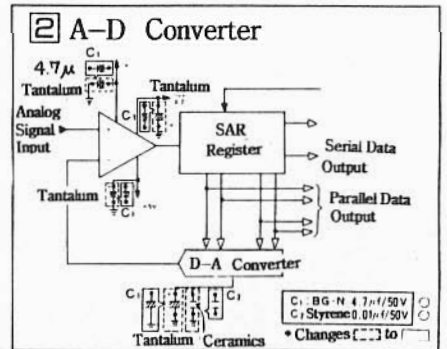 2 A-D Converter
C₁
4.7μ
Tantalum
Analog
Signal
Input
C₁
SAR
Register
Serial Data
Output
Tantalum
C₁
Parallel Data
Output
D-A Converter
C₁
C₂
Tantalum Ceramics
C₁: BG-N 4.7μf/50V
C₂ Styrene 0.01μf/50V
* Changes [ ] to [ ]